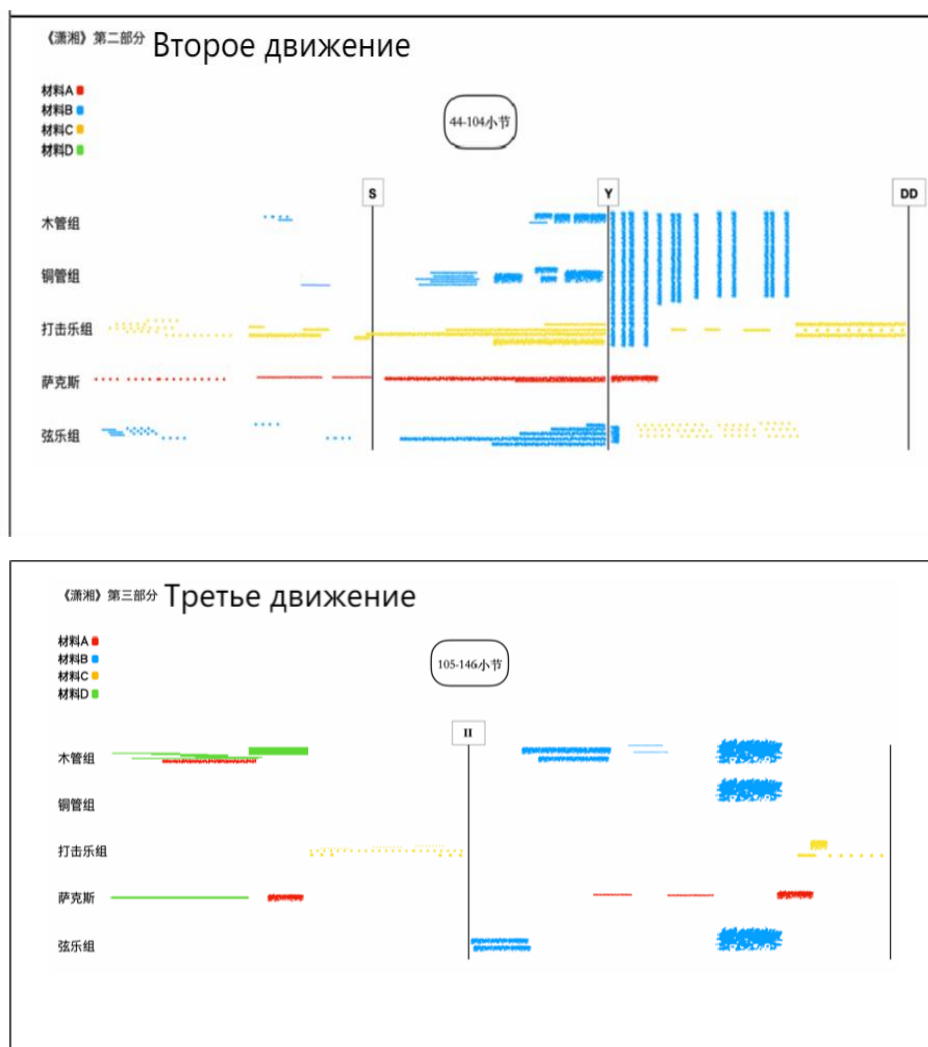 《潇湘》第二部分 Второе движение
材料A
材料B
材料C
材料D
44-104小节
S
Y
DD
木管组
铜管组
打击乐组
萨克斯
弦乐组
《潇湘》第三部分 Третье движение
材料A
材料B
材料C
材料D
105-146小节
II
木管组
铜管组
打击乐组
萨克斯
弦乐组